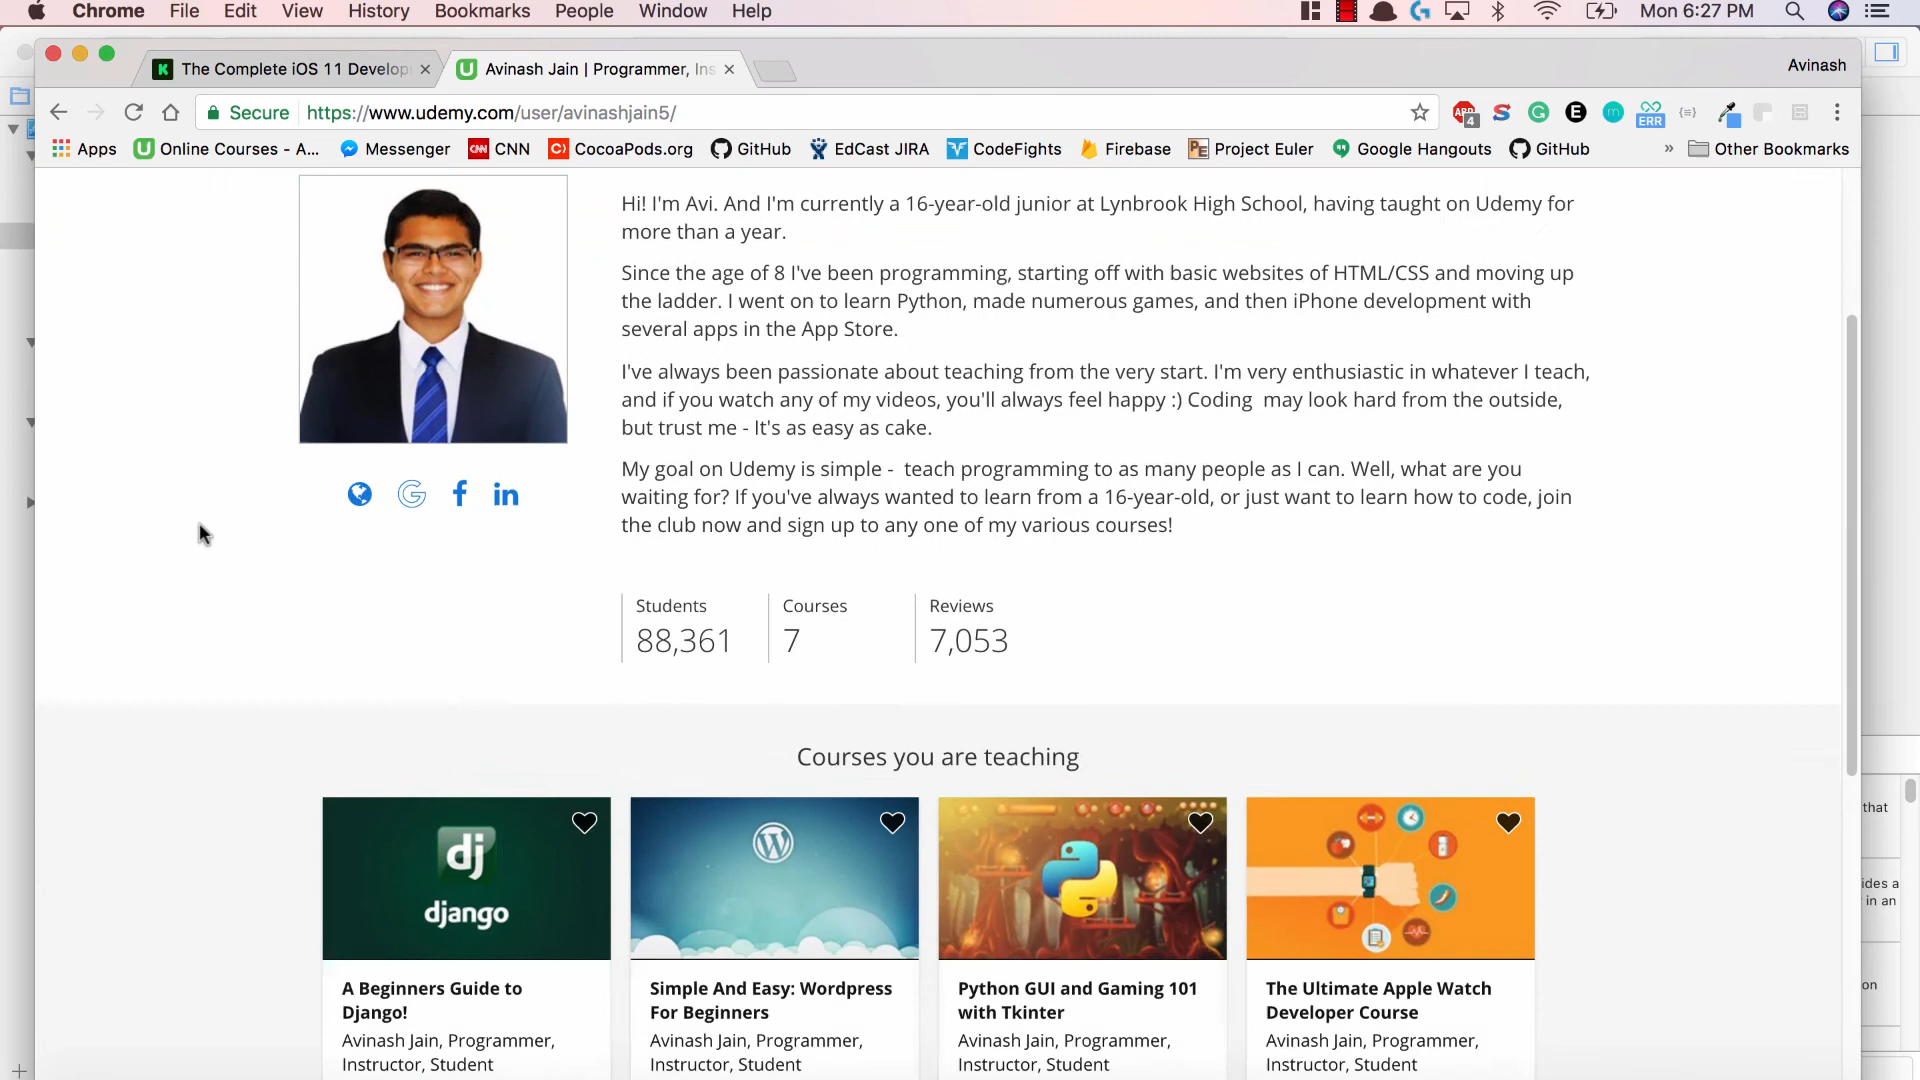 Chrome File Edit View History Bookmarks People Window Help Mon 6:27 PM
The Complete iOS 11 Develop
Avinash Jain | Programmer, Ins
Avinash
Secure https://www.udemy.com/user/avinashjain5/
ABP 4 S G E m ERR
Apps Online Courses - A... Messenger CNN CocoaPods.org GitHub EdCast JIRA CodeFights Firebase PE Project Euler Google Hangouts GitHub » Other Bookmarks
Hi! I'm Avi. And I'm currently a 16-year-old junior at Lynbrook High School, having taught on Udemy for
more than a year.
Since the age of 8 I've been programming, starting off with basic websites of HTML/CSS and moving up
the ladder. I went on to learn Python, made numerous games, and then iPhone development with
several apps in the App Store.
I've always been passionate about teaching from the very start. I'm very enthusiastic in whatever I teach,
and if you watch any of my videos, you'll always feel happy :) Coding may look hard from the outside,
but trust me - It's as easy as cake.
My goal on Udemy is simple - teach programming to as many people as I can. Well, what are you
waiting for? If you've always wanted to learn from a 16-year-old, or just want to learn how to code, join
the club now and sign up to any one of my various courses!
Students Courses Reviews
88,361 7 7,053
Courses you are teaching
dj
django
A Beginners Guide to
Django!
Avinash Jain, Programmer,
Instructor, Student
Simple And Easy: Wordpress
For Beginners
Avinash Jain, Programmer,
Instructor, Student
Python GUI and Gaming 101
with Tkinter
Avinash Jain, Programmer,
Instructor, Student
The Ultimate Apple Watch
Developer Course
Avinash Jain, Programmer,
Instructor, Student
that
ides a
in an
on